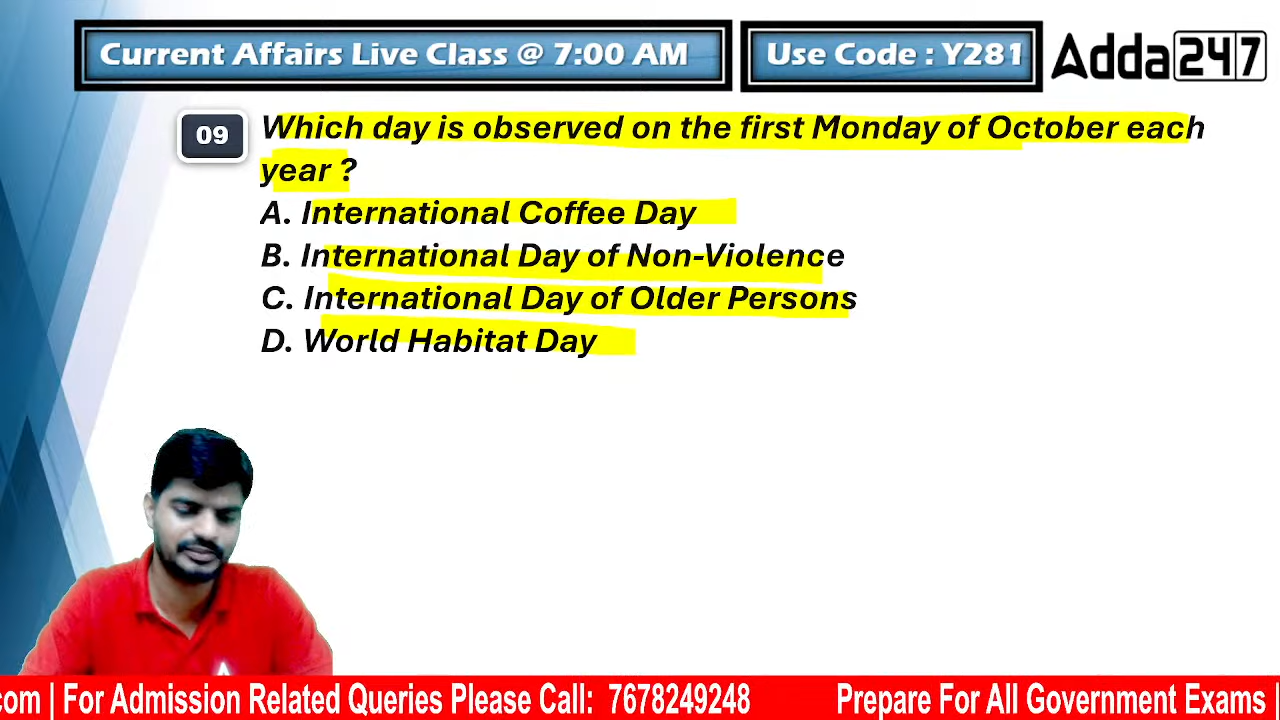 Current Affairs Live Class @ 7:00 AM
Use Code : Y281
Adda247
09
Which day is observed on the first Monday of October each
year ?
A. International Coffee Day
B. International Day of Non-Violence
C. International Day of Older Persons
D. World Habitat Day
com | For Admission Related Queries Please Call: 7678249248 Prepare For All Government Exams |